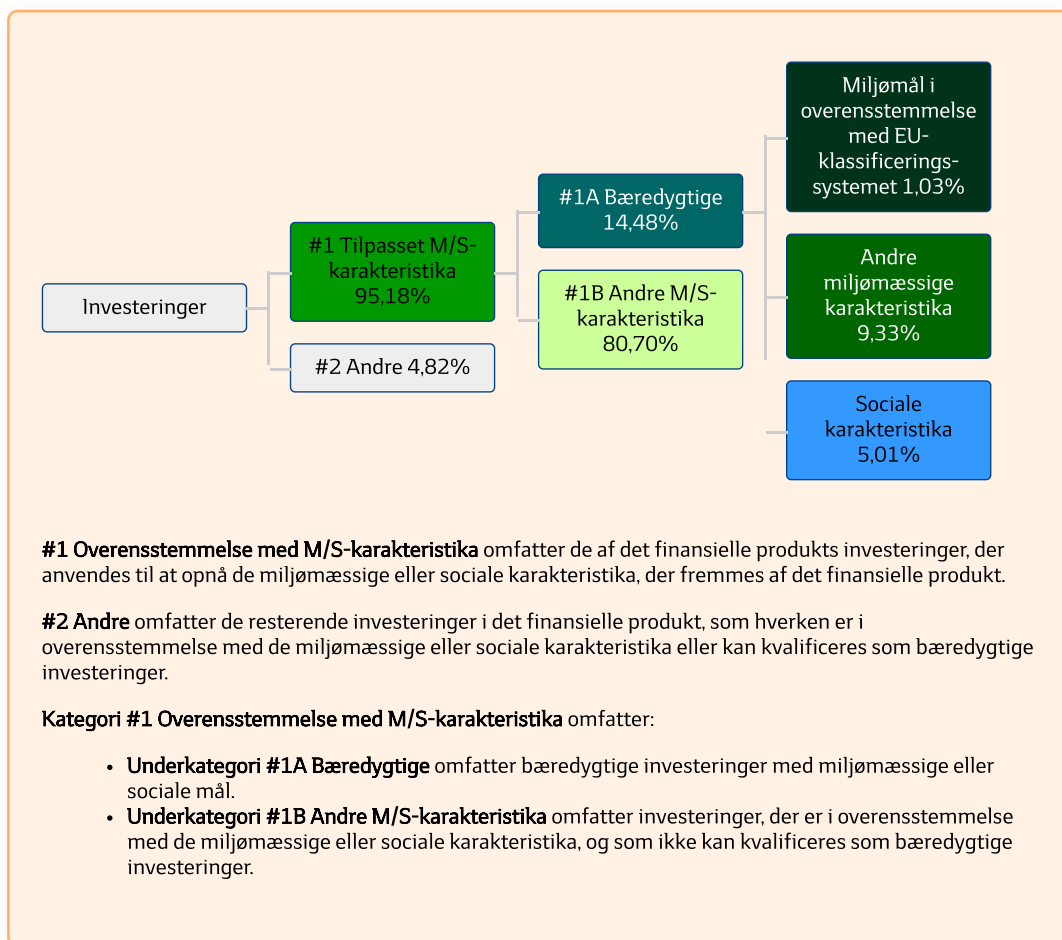 Investeringer
#1 Tilpasset M/S-
karakteristika
95,18%
#2 Andre 4,82%
#1A Bæredygtige
14,48%
#1B Andre M/S-
karakteristika
80,70%
Miljømål i
overensstemmelse
med EU-
klassificerings-
systemet 1,03%
Andre
miljømæssige
karakteristika
9,33%
Sociale
karakteristika
5,01%
#1 Overensstemmelse med M/S-karakteristika omfatter de af det finansielle produkts investeringer, der
anvendes til at opnå de miljømæssige eller sociale karakteristika, der fremmes af det finansielle produkt.
#2 Andre omfatter de resterende investeringer i det finansielle produkt, som hverken er i
overensstemmelse med de miljømæssige eller sociale karakteristika eller kan kvalificeres som bæredygtige
investeringer.
Kategori #1 Overensstemmelse med M/S-karakteristika omfatter:
• Underkategori #1A Bæredygtige omfatter bæredygtige investeringer med miljømæssige eller
sociale mål.
• Underkategori #1B Andre M/S-karakteristika omfatter investeringer, der er i overensstemmelse
med de miljømæssige eller sociale karakteristika, og som ikke kan kvalificeres som bæredygtige
investeringer.